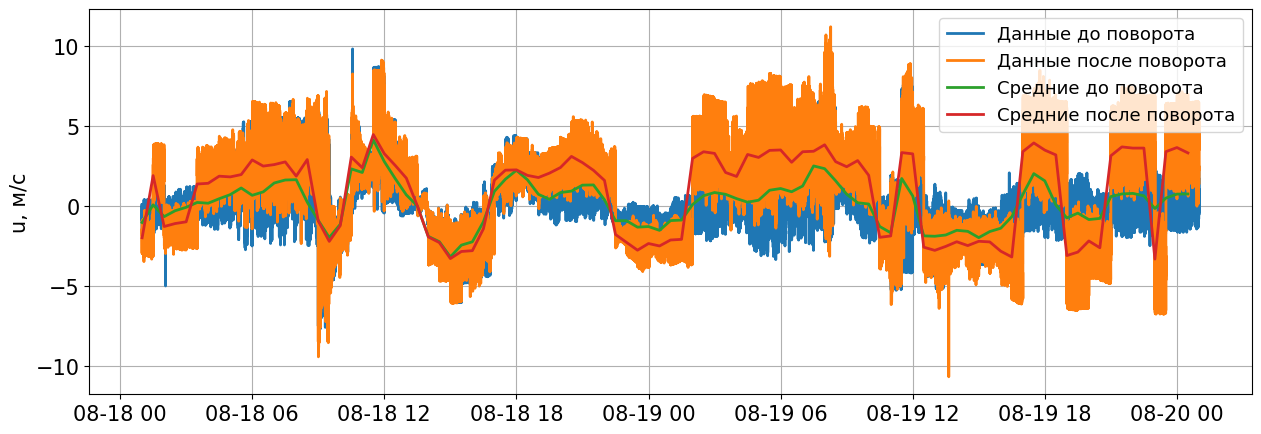 u, м/с
10
5
0
−5
−10
Данные до поворота
Данные после поворота
Средние до поворота
Средние после поворота
08-18 00 08-18 06 08-18 12 08-18 18 08-19 00 08-19 06 08-19 12 08-19 18 08-20 00